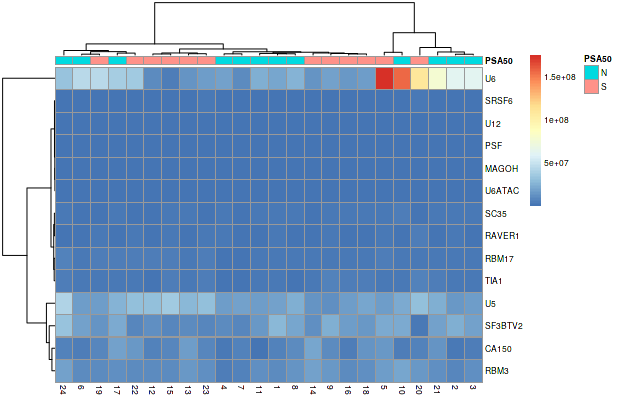 PSA50
U6
SRSF6
U12
PSF
MAGOH
U6ATAC
SC35
RAVER1
RBM17
TIA1
U5
SF3BTV2
CA150
RBM3
24 6 19 17 22 12 15 13 23 4 7 11 1 8 14 9 16 18 5 10 20 21 2 3
1.5e+08
1e+08
5e+07
PSA50
N
S